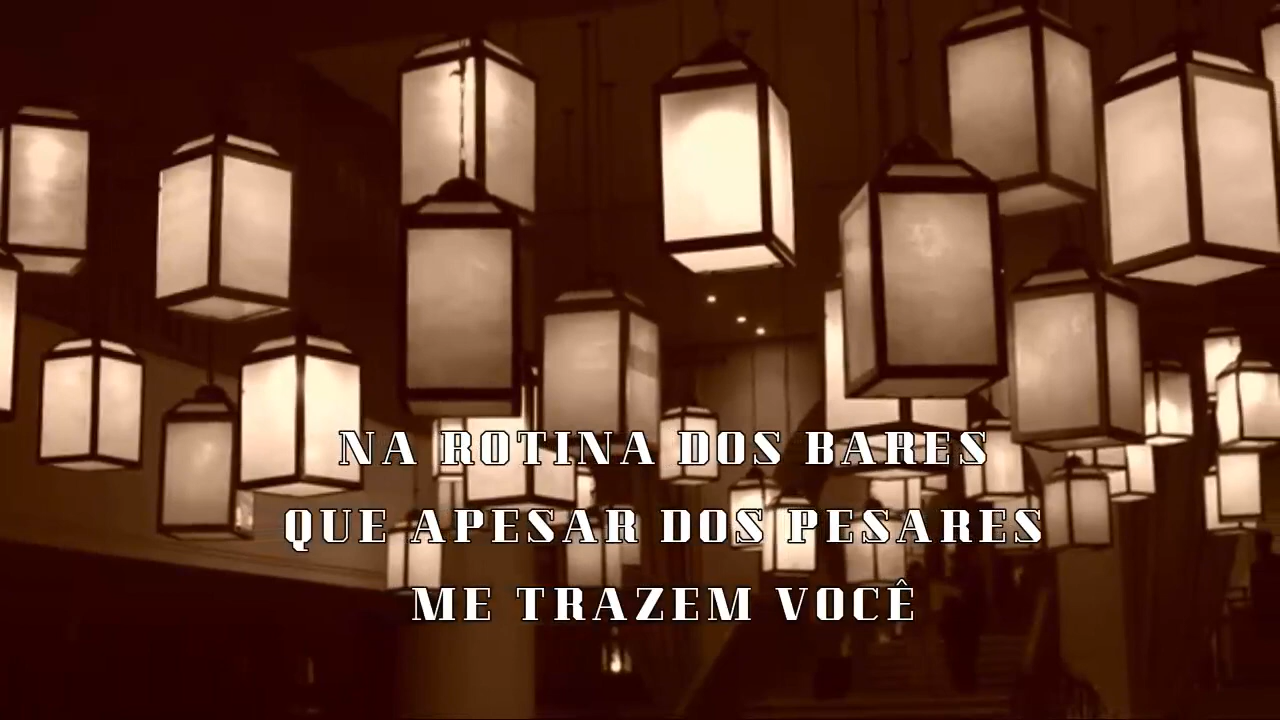 NA ROTINA DOS BARES
QUE APESAR DOS PESARES
ME TRAZEM VOCÊ